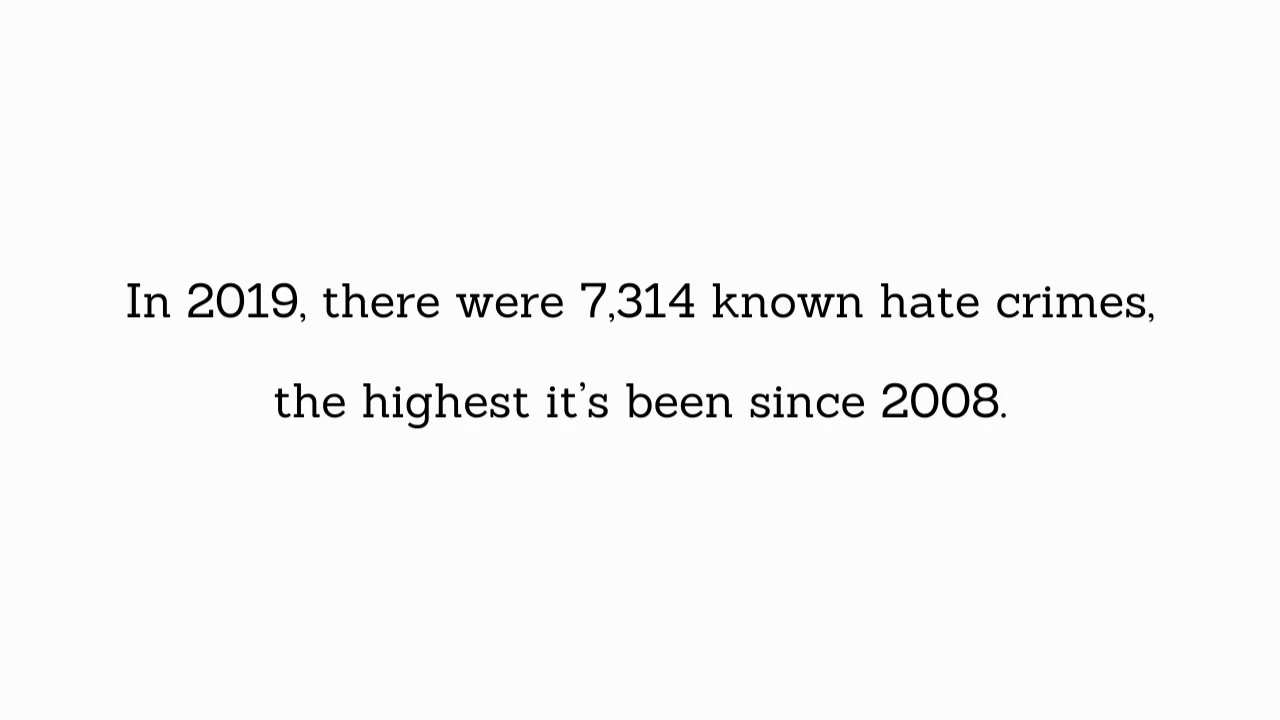 In 2019, there were 7,314 known hate crimes,
the highest it’s been since 2008.